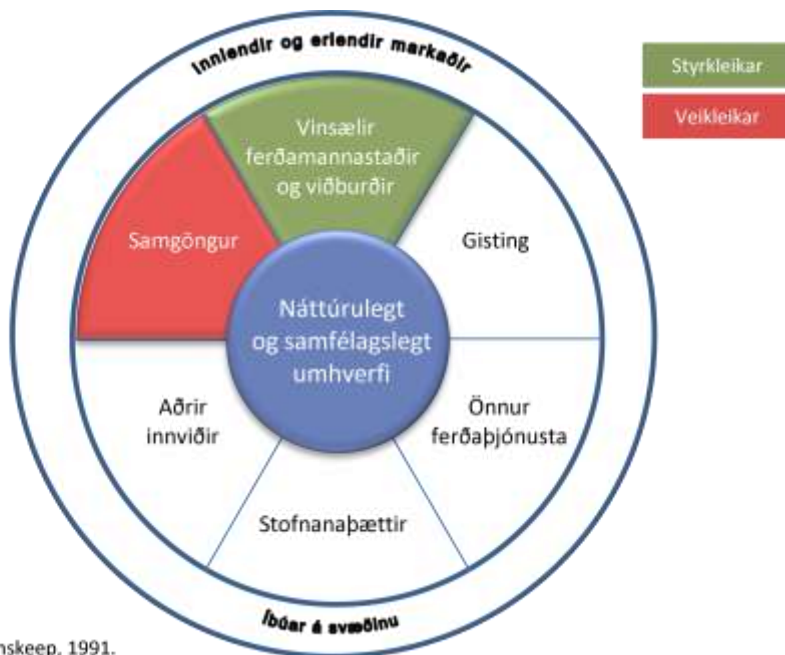 Innlendir og erlendir markaðir
Styrkleikar
Veikleikar
Vinsælir
ferðamannastaðir
og viðburðir
Samgöngur
Gisting
Náttúrulegt
og samfélagslegt
umhverfi
Aðrir
innviðir
Önnur
ferðaþjónusta
Stofnanaþættir
Íbúar á svæðinu
1991.